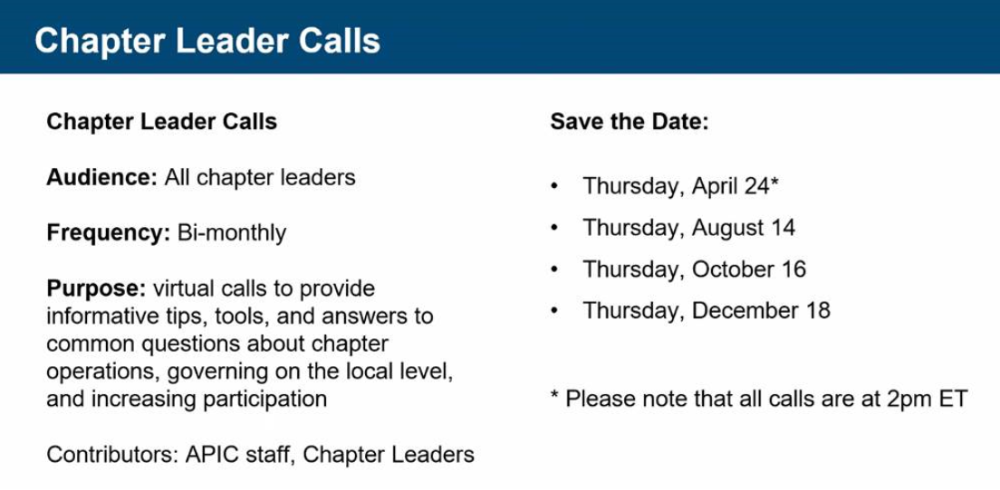 Chapter Leader Calls
Chapter Leader Calls
Audience: All chapter leaders
Frequency: Bi-monthly
Purpose: virtual calls to provide
informative tips, tools, and answers to
common questions about chapter
operations, governing on the local level,
and increasing participation
Contributors: APIC staff, Chapter Leaders
Save the Date:
• Thursday, April 24*
• Thursday, August 14
• Thursday, October 16
• Thursday, December 18
* Please note that all calls are at 2pm ET